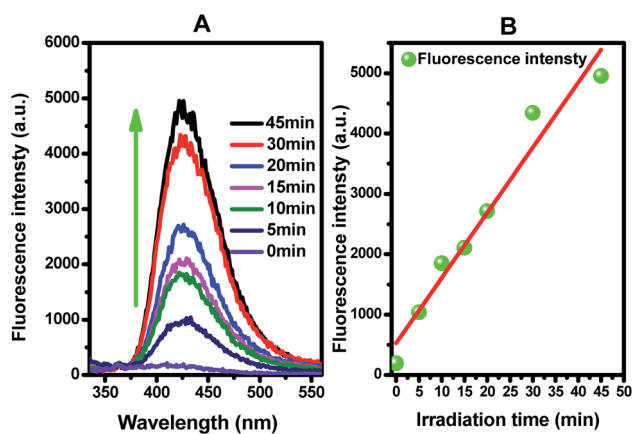 A
6000
5000
4000
3000
2000
1000
0
Fluorescence intensty (a.u.)
45min
30min
20min
15min
10min
5min
0min
350
400
450
500
550
Wavelength (nm)
B
Fluorescence intensty
5000
4000
3000
2000
1000
0
Fluorescence intensty (a.u.)
0
5
10
15
20
25
30
35
40
45
50
Irradiation time (min)